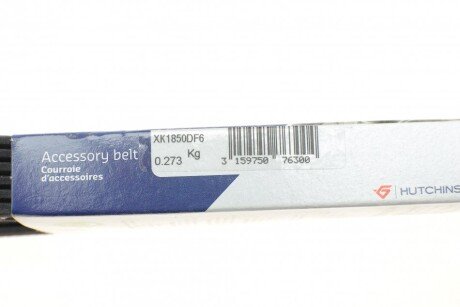 XK1850DF6
0.273 Kg
3 159750 76300
Accessory belt
Courroie
d'accessoires
HUTCHINS